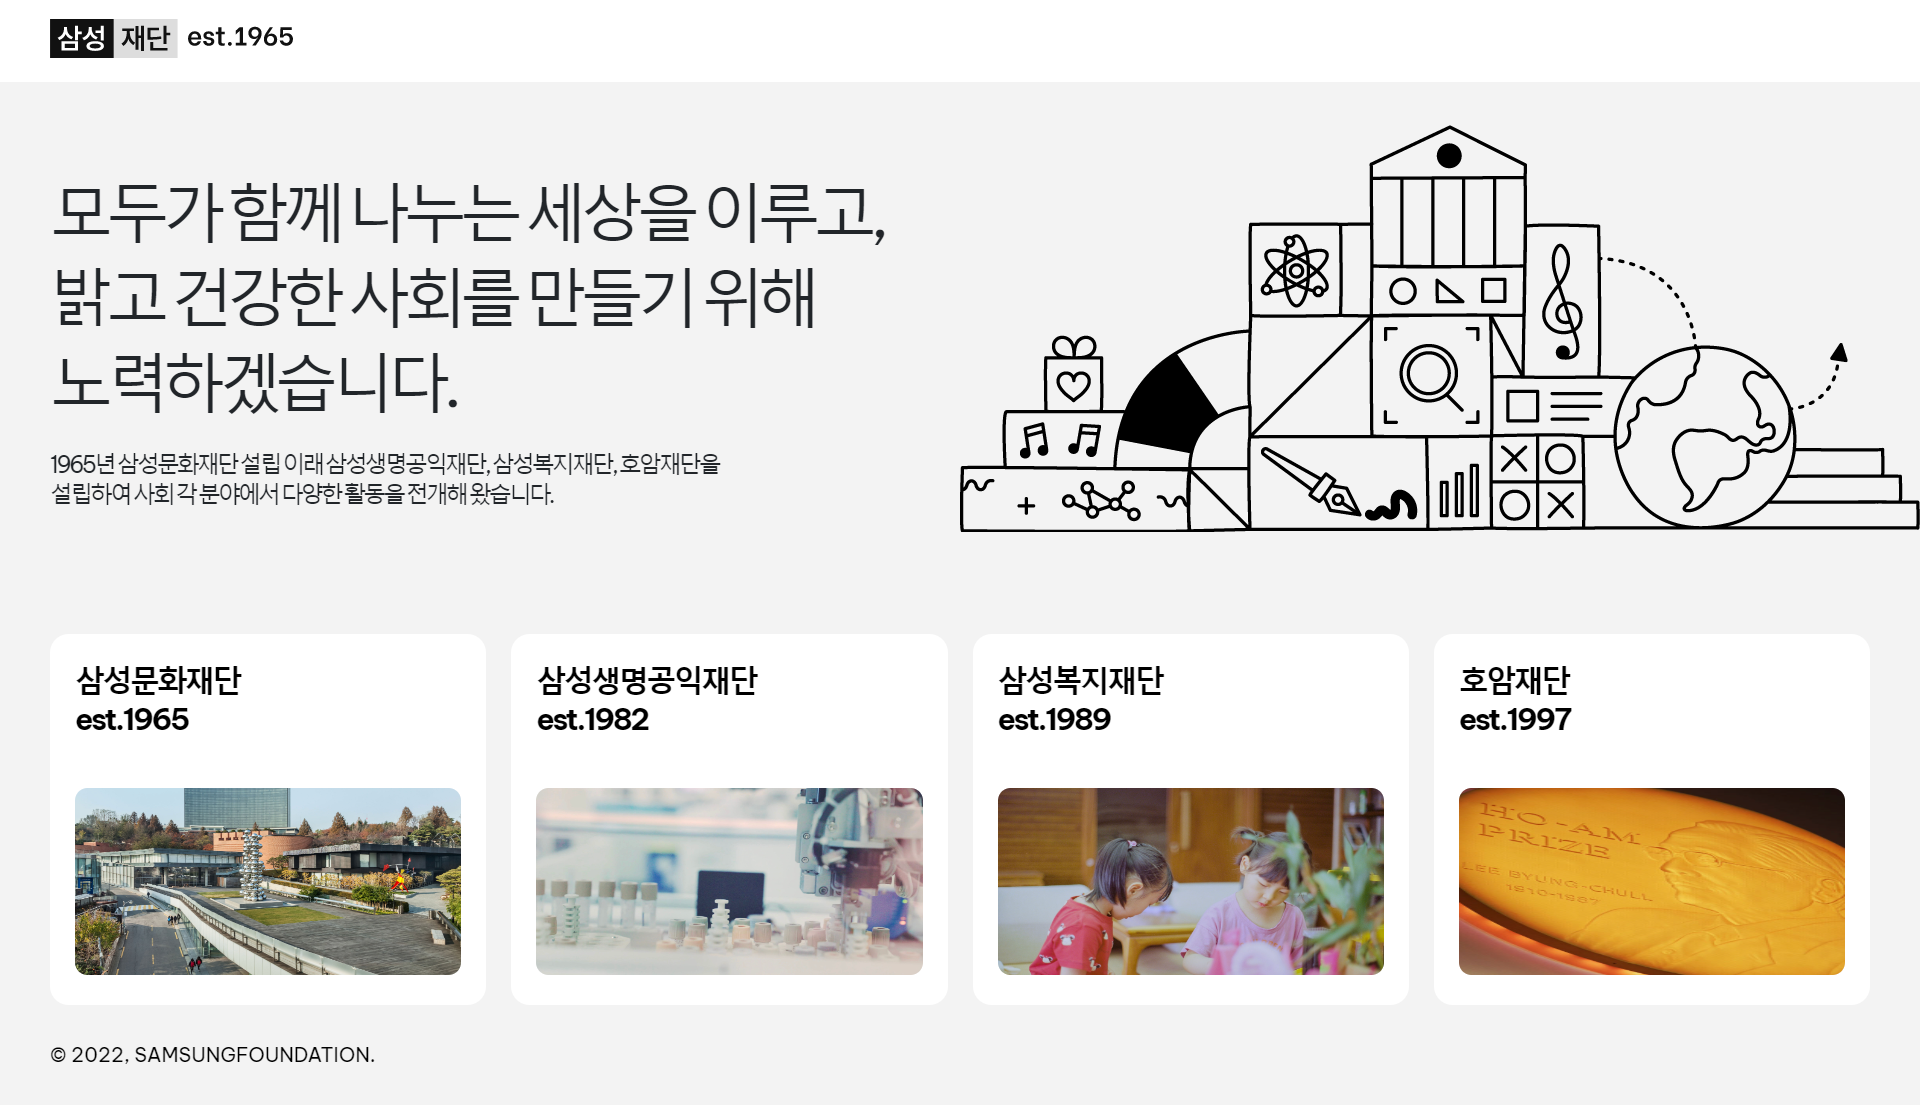 삼성 재단 est.1965
모두가 함께 나누는 세상을 이루고,
밝고 건강한 사회를 만들기 위해
노력하겠습니다.
1965년 삼성문화재단 설립 이래 삼성생명공익재단, 삼성복지재단, 호암재단을
설립하여 사회 각 분야에서 다양한 활동을 전개해 왔습니다.
삼성문화재단
est.1965
삼성생명공익재단
est.1982
삼성복지재단
est.1989
호암재단
est.1997
HO-AM
PRIZE
LEE BYUNG-CHULL
1910-1987
© 2022, SAMSUNGFOUNDATION.